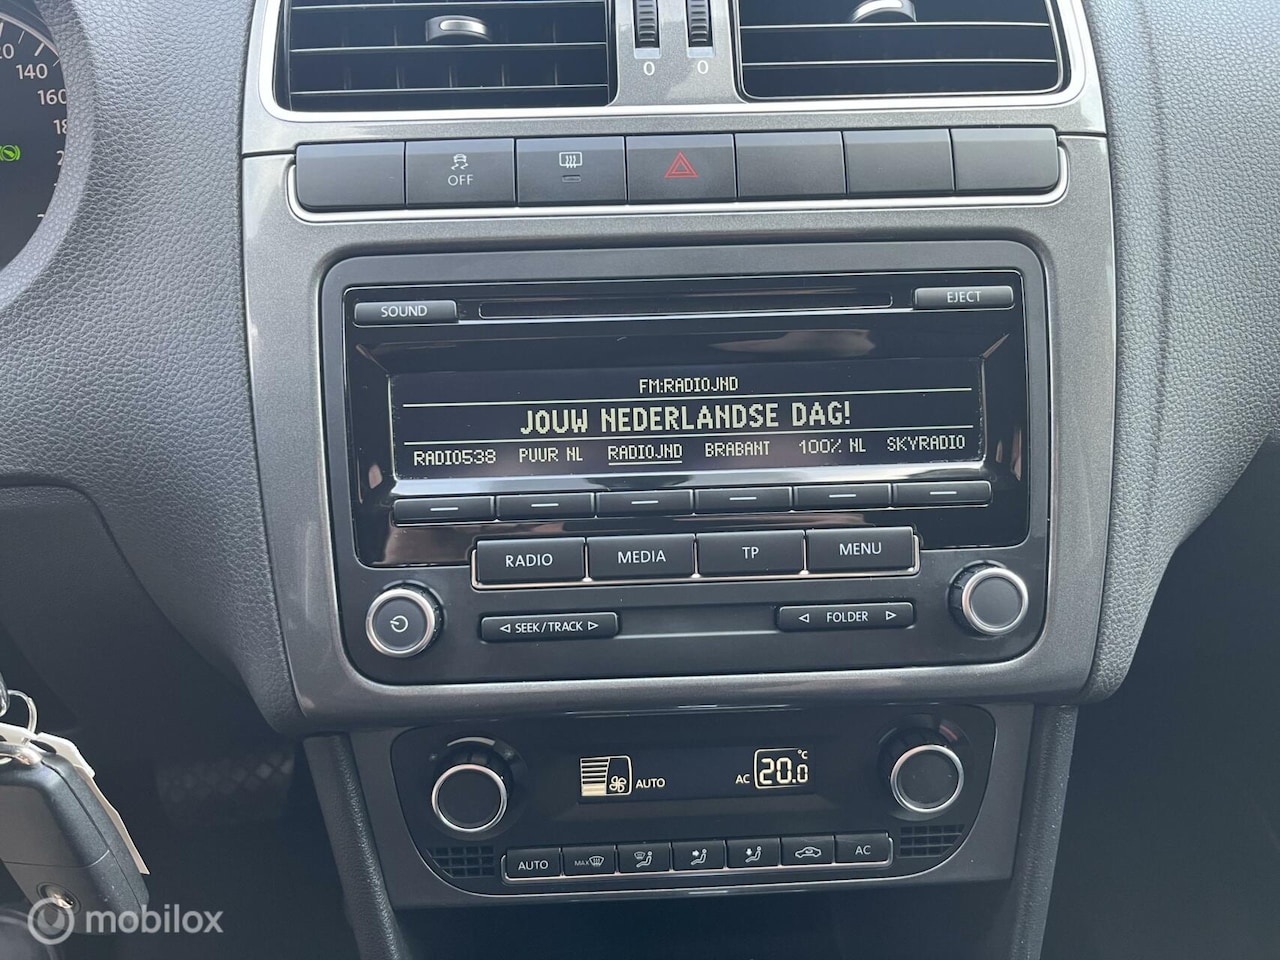 140
160
0 0
OFF
SOUND
EJECT
FM:RADIOJND
JOUW NEDERLANDSE DAG!
RADIO538 PUUR NL RADIOJND BRABANT 100% NL SKYRADIO
RADIO MEDIA TP MENU
SEEK/TRACK
FOLDER
AUTO
AC 20.0 °C
AUTO MAX AC
mobilox